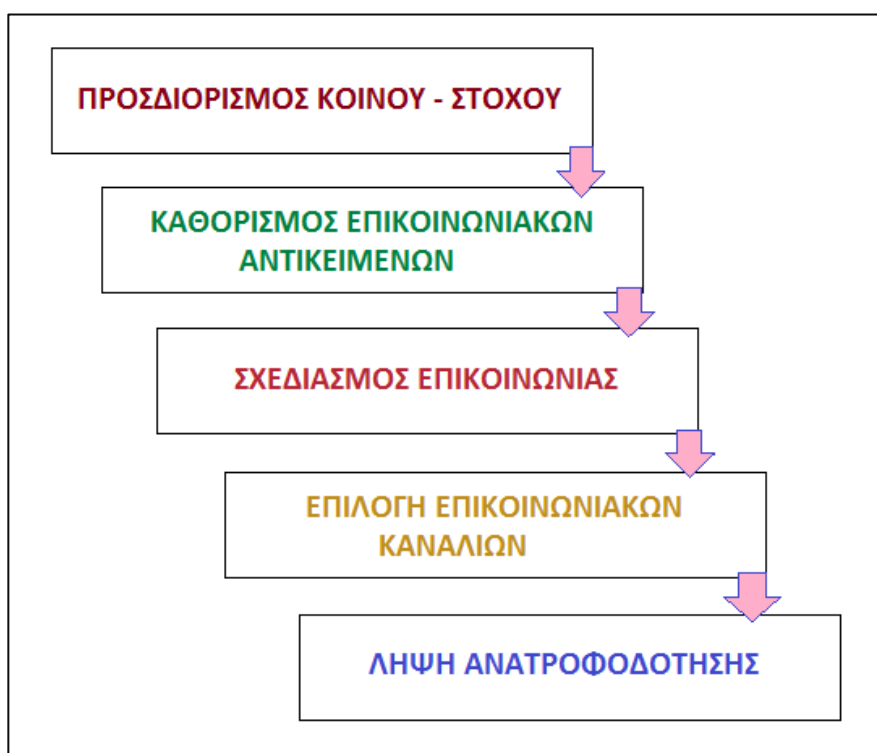 ΠΡΟΣΔΙΟΡΙΣΜΟΣ ΚΟΙΝΟΥ - ΣΤΟΧΟΥ
ΚΑΘΟΡΙΣΜΟΣ ΕΠΙΚΟΙΝΩΝΙΑΚΩΝ
ΑΝΤΙΚΕΙΜΕΝΩΝ
ΣΧΕΔΙΑΣΜΟΣ ΕΠΙΚΟΙΝΩΝΙΑΣ
ΕΠΙΛΟΓΗ ΕΠΙΚΟΙΝΩΝΙΑΚΩΝ
ΚΑΝΑΛΙΩΝ
ΛΗΨΗ ΑΝΑΤΡΟΦΟΔΟΤΗΣΗΣ